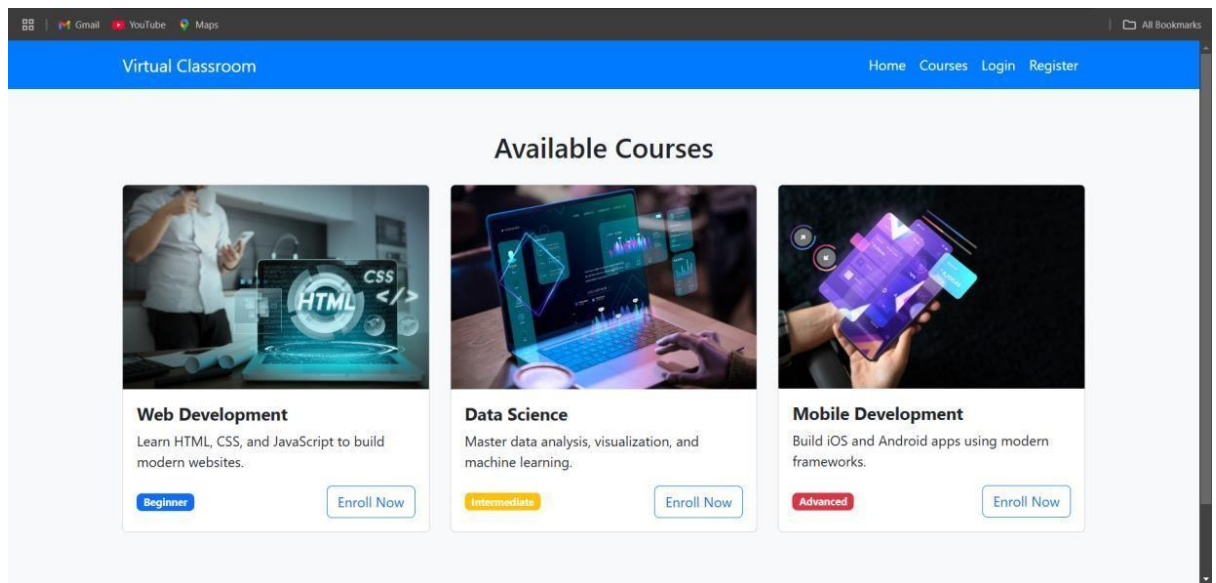 Gmail YouTube Maps All Bookmarks
Virtual Classroom Home Courses Login Register
Available Courses
HTML
CSS
</>
Web Development
Learn HTML, CSS, and JavaScript to build
modern websites.
Beginner Enroll Now
Data Science
Master data analysis, visualization, and
machine learning.
Intermediate Enroll Now
Mobile Development
Build iOS and Android apps using modern
frameworks.
Advanced Enroll Now